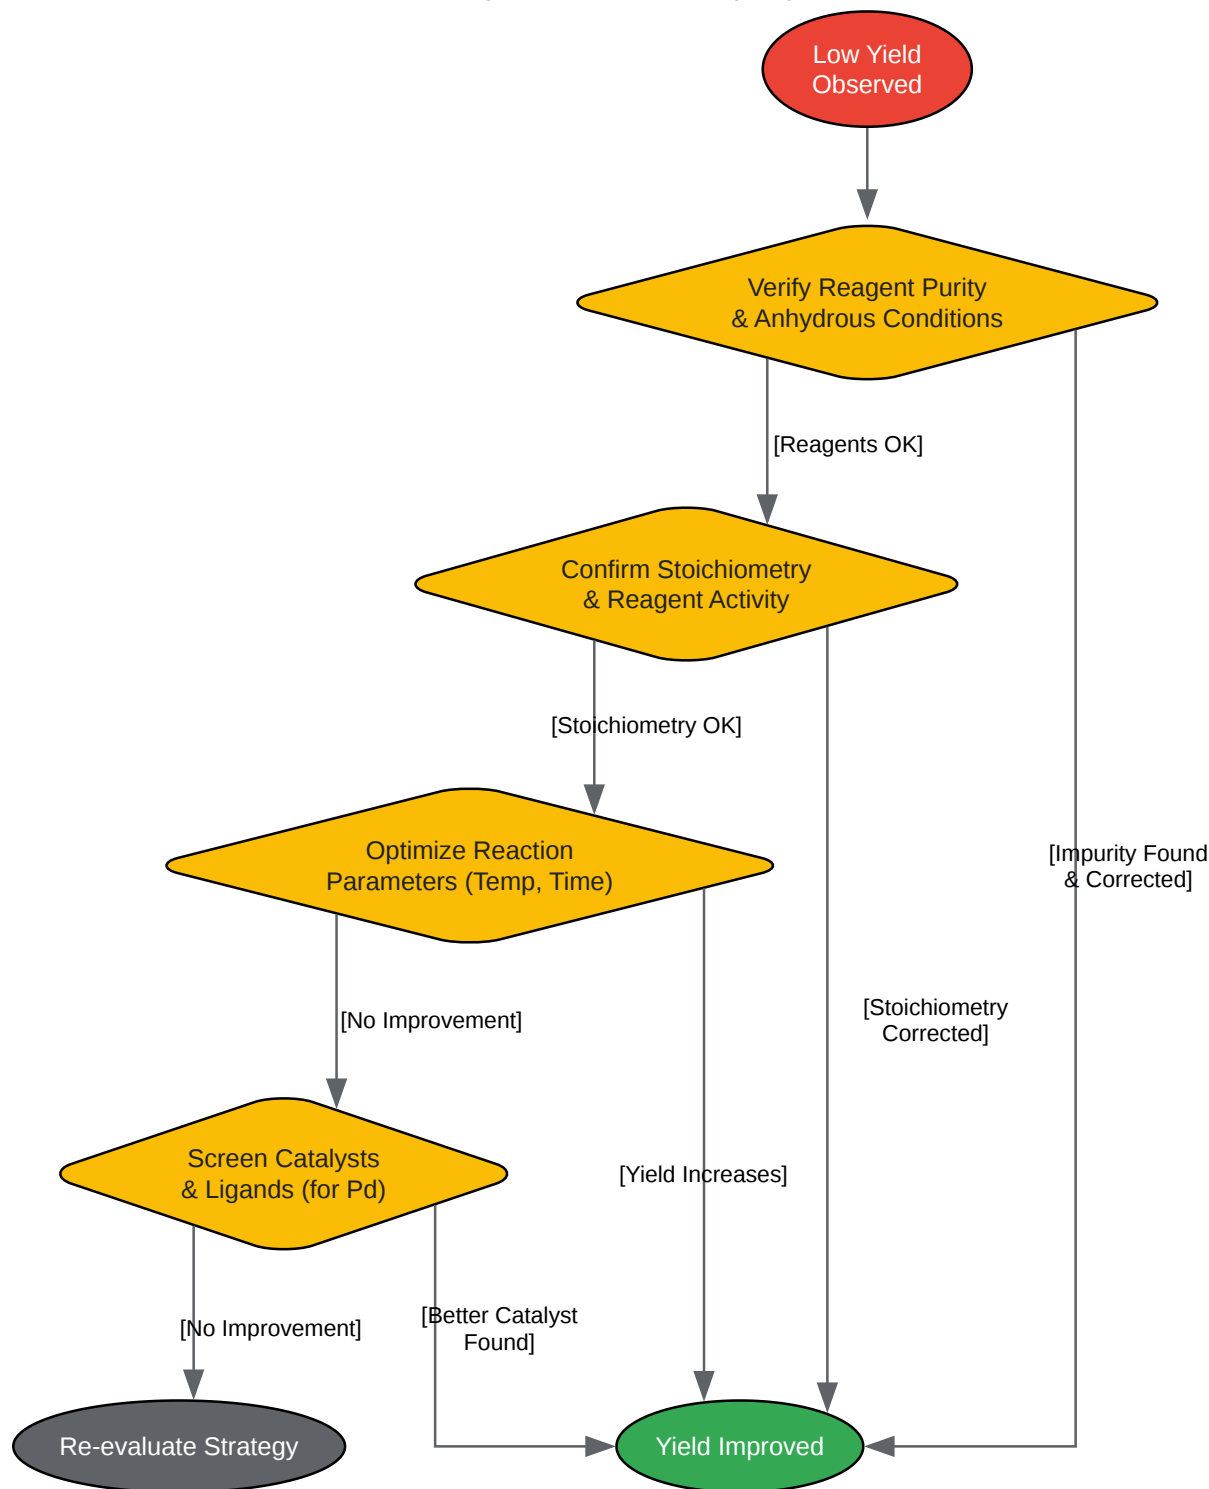 Low Yield
Observed
Verify Reagent Purity
& Anhydrous Conditions
[Reagents OK]
Confirm Stoichiometry
& Reagent Activity
[Stoichiometry OK]
Optimize Reaction
Parameters (Temp, Time)
[Impurity Found
& Corrected]
[No Improvement]
[Stoichiometry
Corrected]
Screen Catalysts
& Ligands (for Pd)
[Yield Increases]
[No Improvement]
[Better Catalyst
Found]
Re-evaluate Strategy
Yield Improved